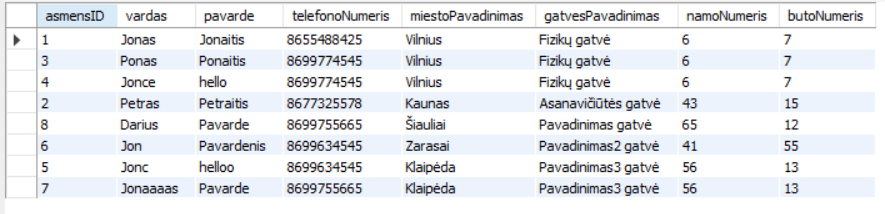 asmensID vardas pavarde telefonoNumeris miestoPavadinimas gatvesPavadinimas namoNumeris butoNumeris
1 Jonas Jonaitis 8655488425 Vilnius Fizikų gatvė 6 7
3 Ponas Ponaitis 8699774545 Vilnius Fizikų gatvė 6 7
4 Jonce hello 8699774545 Vilnius Fizikų gatvė 6 7
2 Petras Petraitis 8677325578 Kaunas Asanavičiūtės gatvė 43 15
8 Darius Pavarde 8699755665 Šiauliai Pavadinimas gatvė 65 12
6 Jon Pavardenis 8699634545 Zarasai Pavadinimas2 gatvė 41 55
5 Jonc helloo 8699634545 Klaipėda Pavadinimas3 gatvė 56 13
7 Jonaaaas Pavarde 8699755665 Klaipėda Pavadinimas3 gatvė 56 13